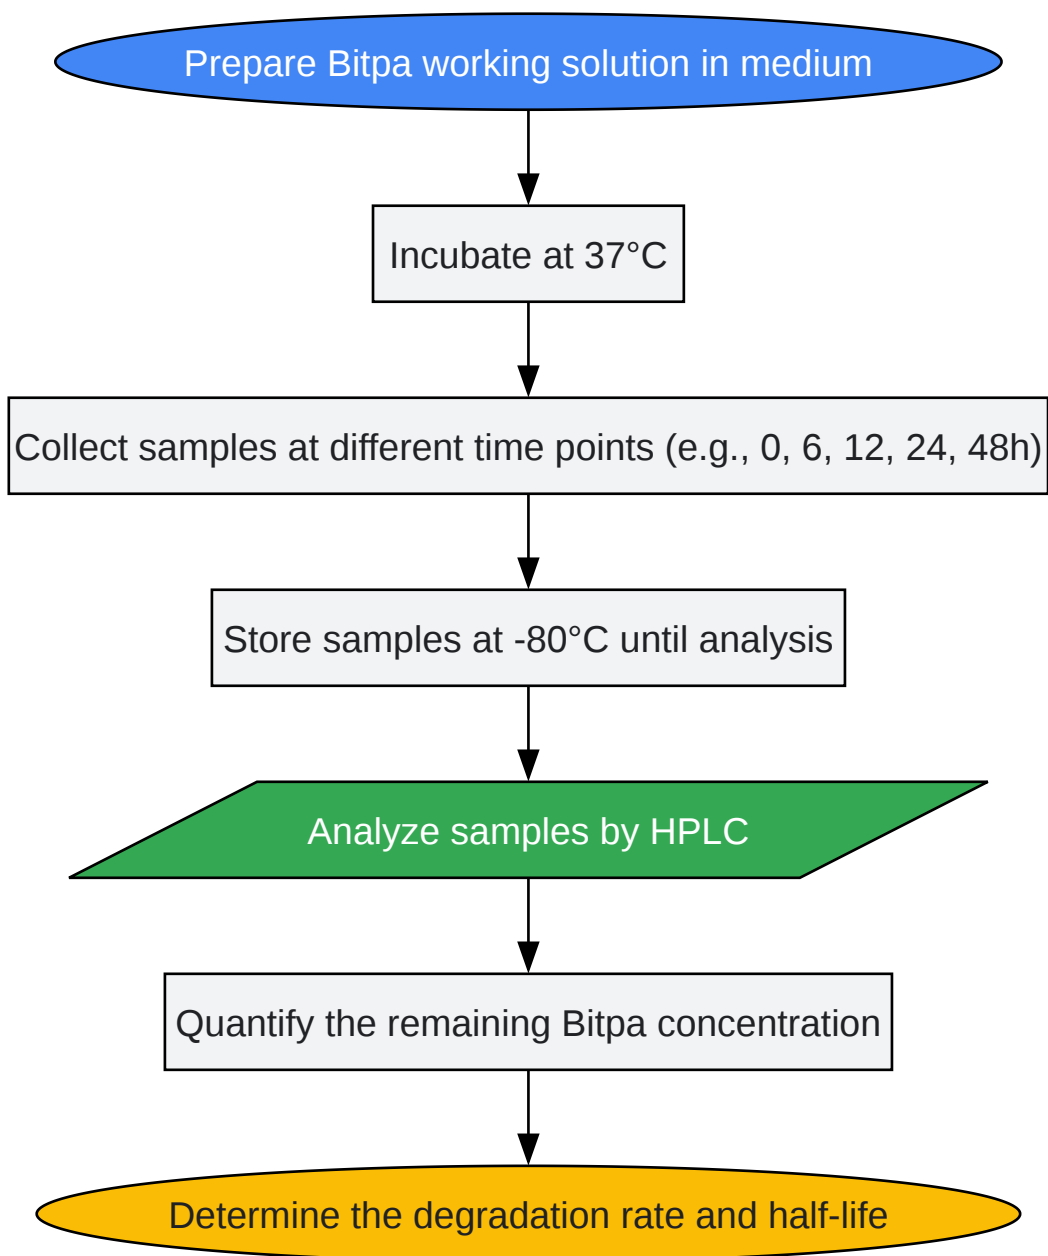 Prepare Bitpa working solution in medium
Incubate at 37°C
Collect samples at different time points (e.g., 0, 6, 12, 24, 48h)
Store samples at -80°C until analysis
Analyze samples by HPLC
Quantify the remaining Bitpa concentration
Determine the degradation rate and half-life